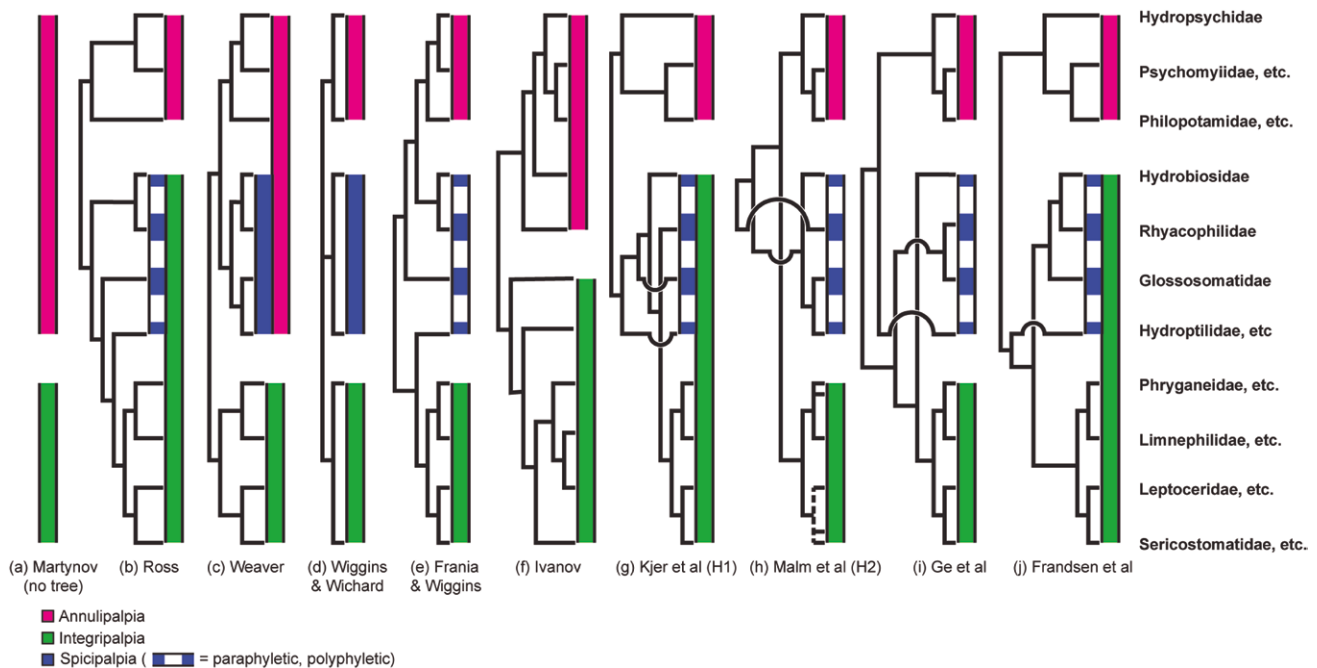 Hydropsychidae
Psychomyiidae, etc.
Philopotamidae, etc.
Hydrobiosidae
Rhyacophilidae
Glossosomatidae
Hydroptilidae, etc
Phryganeidae, etc.
Limnephilidae, etc.
Leptoceridae, etc.
Sericostomatidae, etc.
(a) Martynov
(no tree)
(b) Ross
(c) Weaver
(d) Wiggins
& Wichard
(e) Frania
& Wiggins
(f) Ivanov
(g) Kjer et al (H1)
(h) Malm et al (H2)
(i) Ge et al
(j) Frandsen et al
Annulipalpia
Integripalpia
Spicipalpia ( = paraphyletic, polyphyletic)